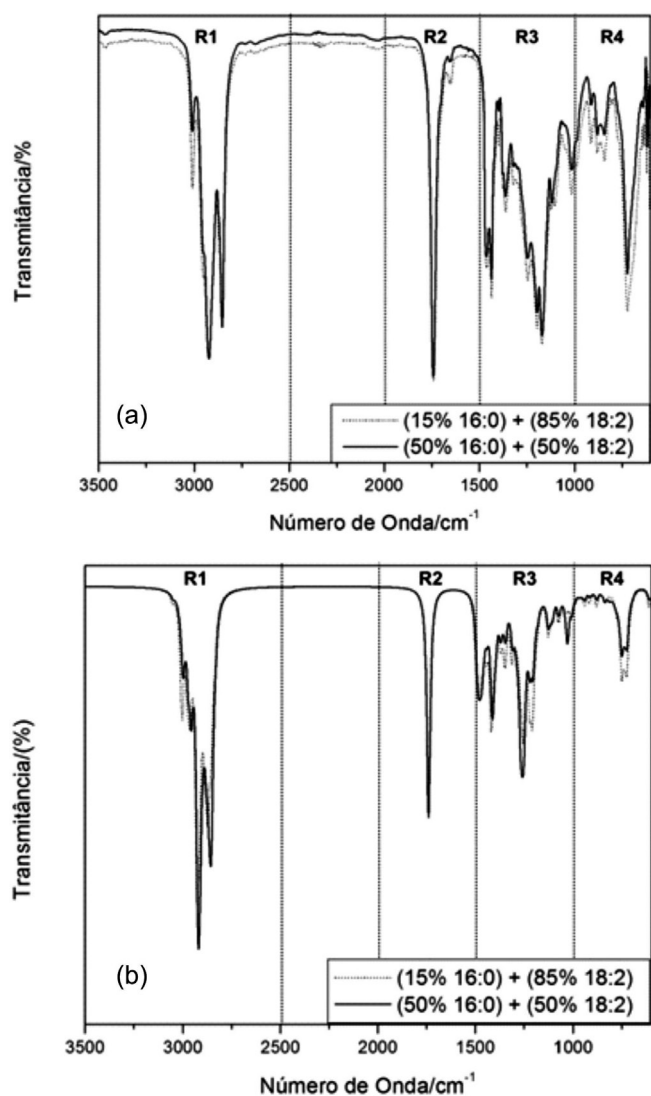 R1 R2 R3 R4
Transmitância/%
(a)
(15% 16:0) + (85% 18:2)
(50% 16:0) + (50% 18:2)
3500 3000 2500 2000 1500 1000
Número de Onda/cm⁻¹
R1 R2 R3 R4
Transmitância/(%)
(b)
(15% 16:0) + (85% 18:2)
(50% 16:0) + (50% 18:2)
3500 3000 2500 2000 1500 1000
Número de Onda/cm⁻¹